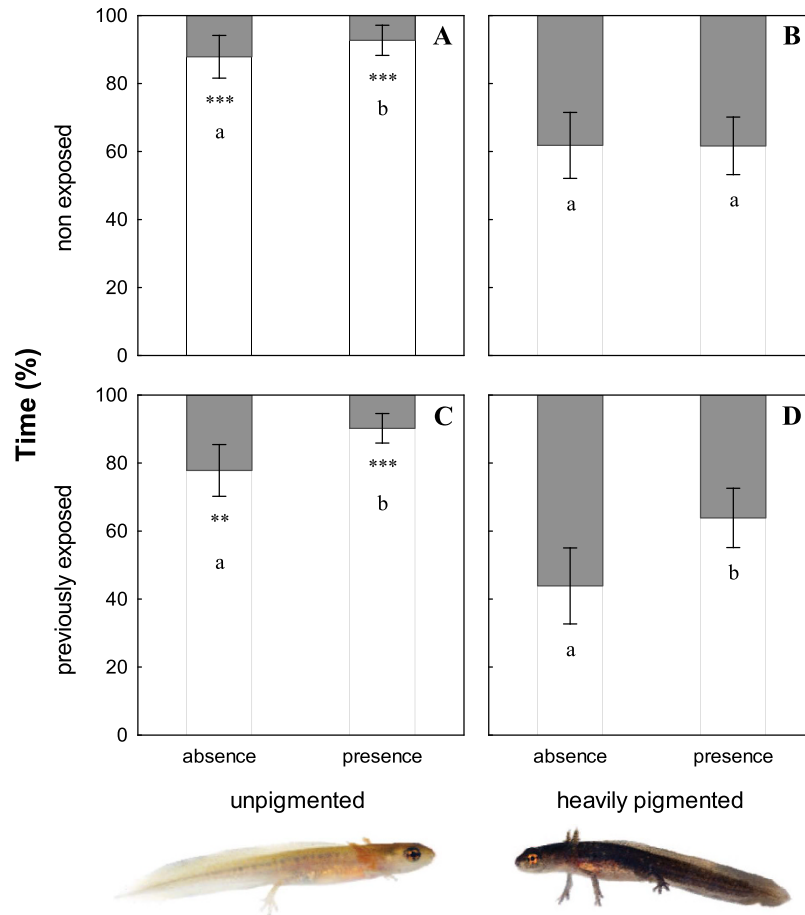 100
80
60
40
20
0
non exposed
A
***
a
***
b
B
a
a
Time (%)
100
80
60
40
20
0
previously exposed
C
**
a
***
b
D
a
b
absence
presence
absence
presence
unpigmented
heavily pigmented